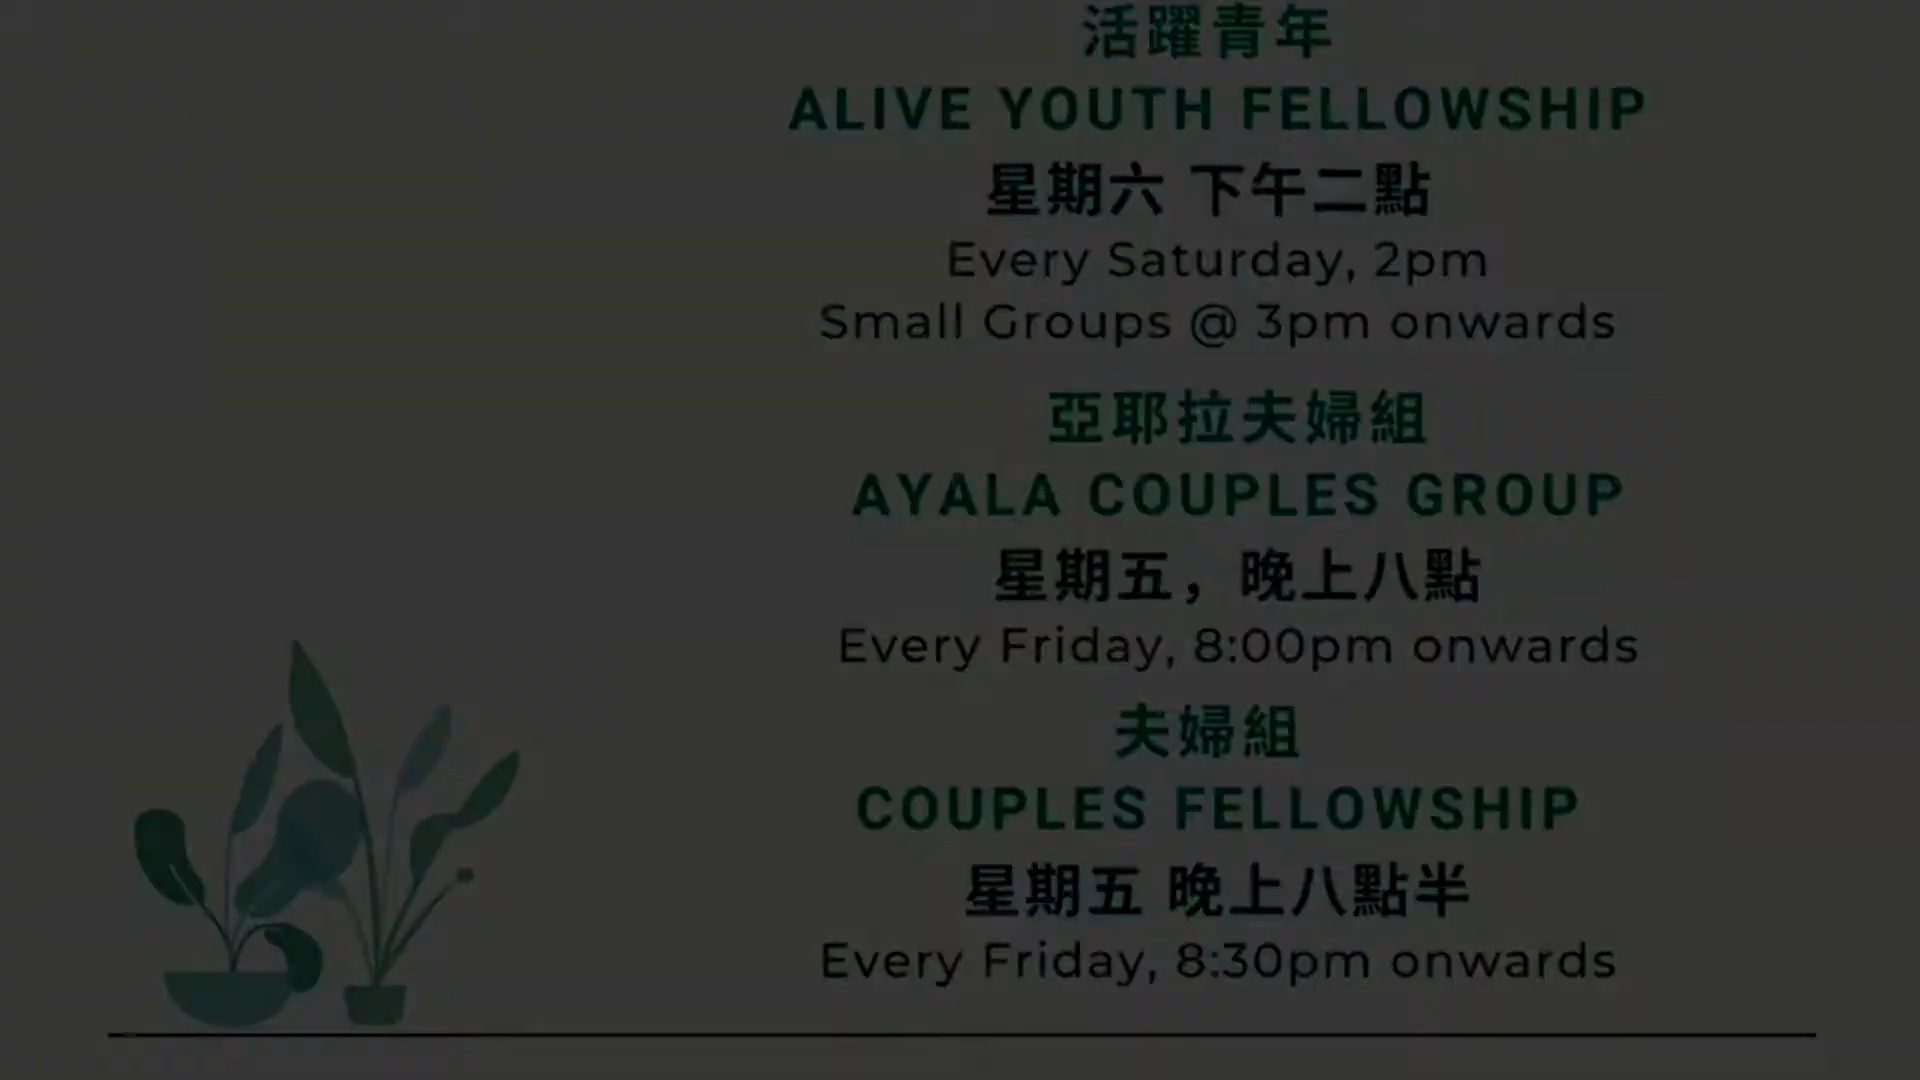 活躍青年
ALIVE YOUTH FELLOWSHIP
星期六 下午二點
Every Saturday, 2pm
Small Groups @ 3pm onwards
亞耶拉夫婦組
AYALA COUPLES GROUP
星期五，晚上八點
Every Friday, 8:00pm onwards
夫婦組
COUPLES FELLOWSHIP
星期五 晚上八點半
Every Friday, 8:30pm onwards